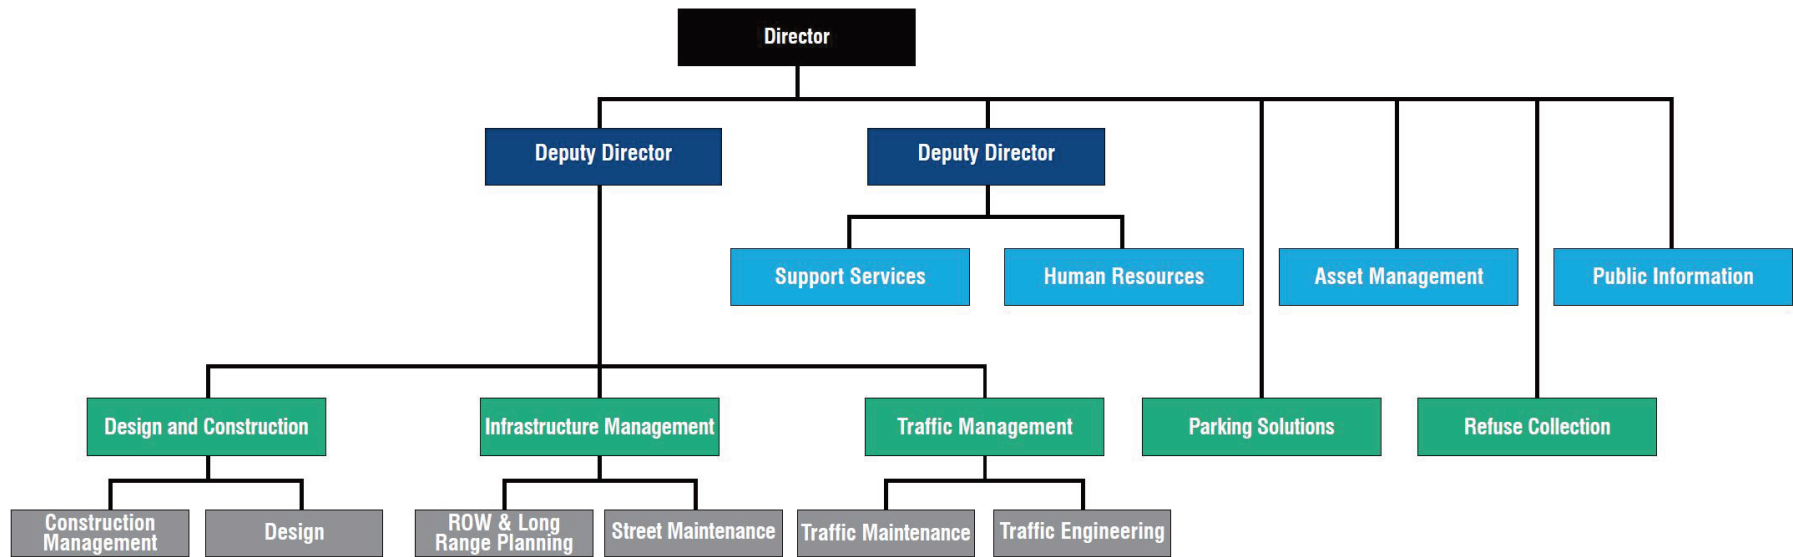 Director
Deputy Director
Deputy Director
Support Services
Human Resources
Asset Management
Public Information
Design and Construction
Infrastructure Management
Traffic Management
Parking Solutions
Refuse Collection
Construction
Management
Design
ROW & Long
Range Planning
Street Maintenance
Traffic Maintenance
Traffic Engineering